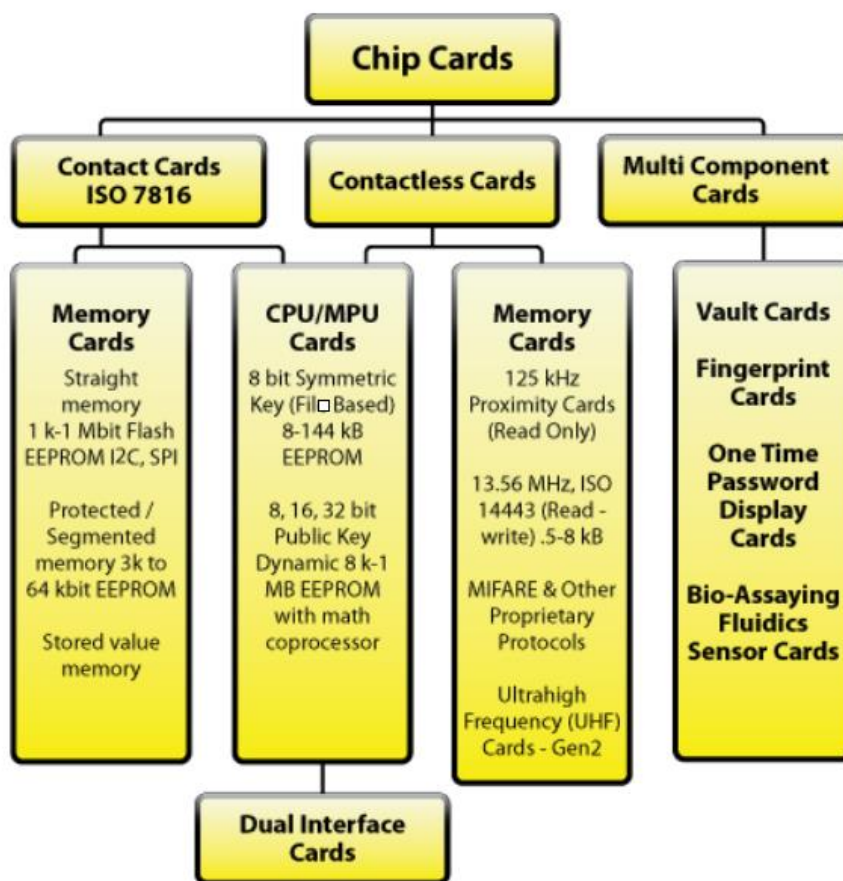 Chip Cards
Contact Cards
ISO 7816
Contactless Cards
Multi Component
Cards
Memory
Cards
Straight
memory
1 k-1 Mbit Flash
EEPROM I2C, SPI
Protected /
Segmented
memory 3k to
64 kbit EEPROM
Stored value
memory
CPU/MPU
Cards
8 bit Symmetric
Key (Fil□ Based)
8-144 kB
EEPROM
8, 16, 32 bit
Public Key
Dynamic 8 k-1
MB EEPROM
with math
coprocessor
Memory
Cards
125 kHz
Proximity Cards
(Read Only)
13.56 MHz, ISO
14443 (Read -
write) .5-8 kB
MIFARE & Other
Proprietary
Protocols
Ultrahigh
Frequency (UHF)
Cards - Gen2
Vault Cards
Fingerprint
Cards
One Time
Password
Display
Cards
Bio-Assaying
Fluidics
Sensor Cards
Dual Interface
Cards